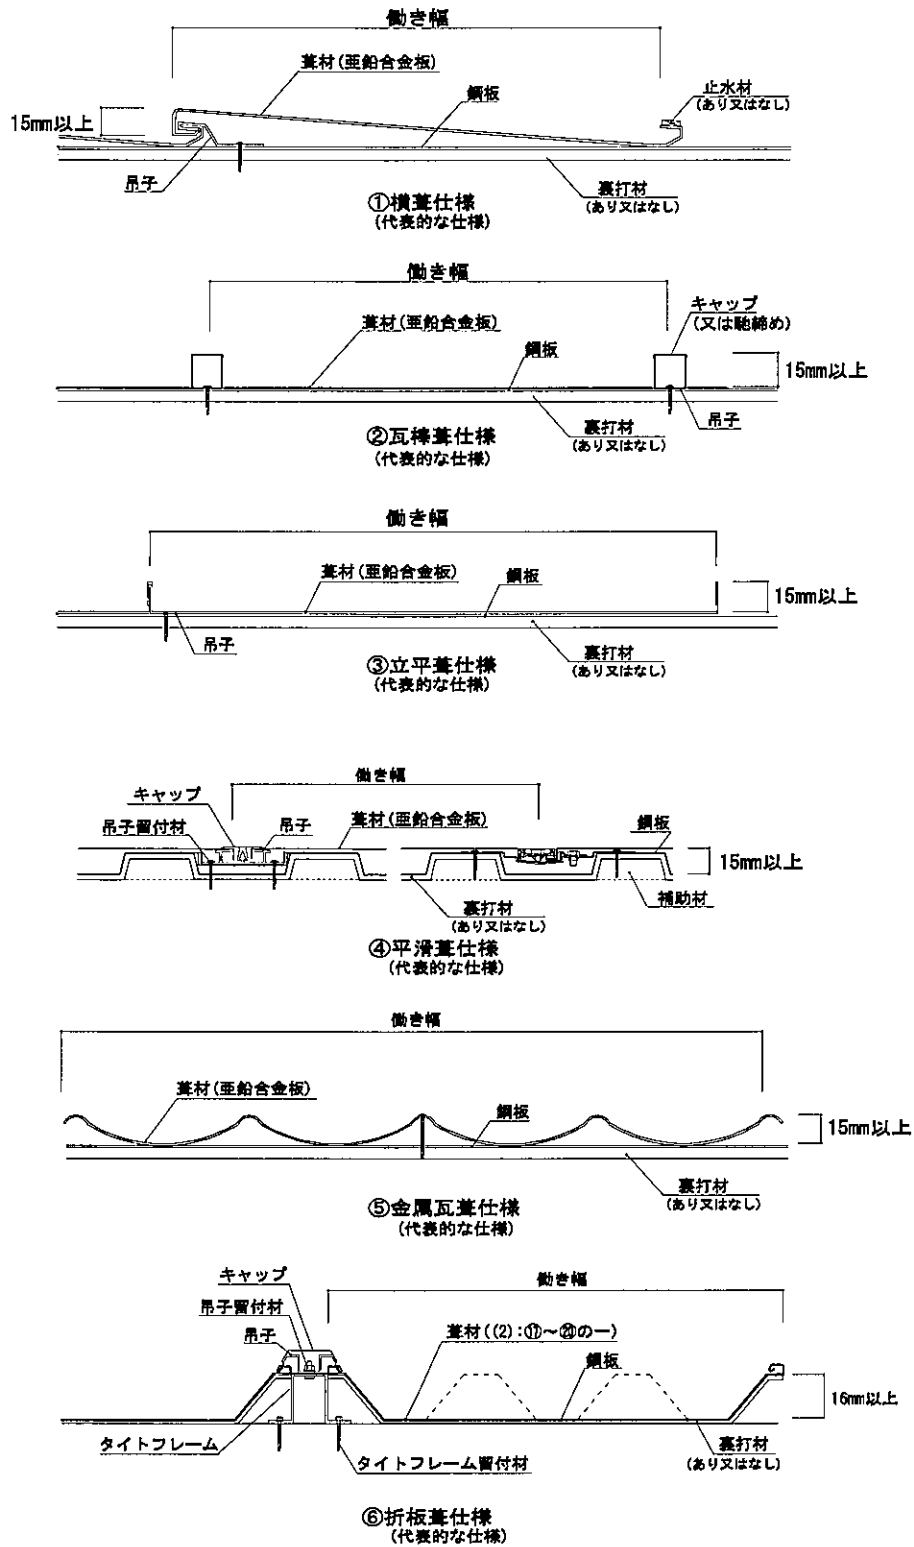 働き幅
葺材(亜鉛合金板)
鋼板
止水材
(あり又はなし)
15mm以上
吊子
裏打材
(あり又はなし)
①横葺仕様
(代表的な仕様)
働き幅
葺材(亜鉛合金板)
鋼板
キャップ
(又は馳締め)
15mm以上
吊子
裏打材
(あり又はなし)
②瓦棒葺仕様
(代表的な仕様)
働き幅
葺材(亜鉛合金板)
鋼板
15mm以上
吊子
裏打材
(あり又はなし)
③立平葺仕様
(代表的な仕様)
働き幅
キャップ
吊子留付材
吊子
葺材(亜鉛合金板)
鋼板
15mm以上
裏打材
(あり又はなし)
補助材
④平滑葺仕様
(代表的な仕様)
働き幅
葺材(亜鉛合金板)
鋼板
15mm以上
裏打材
(あり又はなし)
⑤金属瓦葺仕様
(代表的な仕様)
キャップ
働き幅
吊子留付材
吊子
葺材((2):⑰~⑳の一)
鋼板
16mm以上
タイトフレーム
裏打材
(あり又はなし)
タイトフレーム留付材
⑥折板葺仕様
(代表的な仕様)